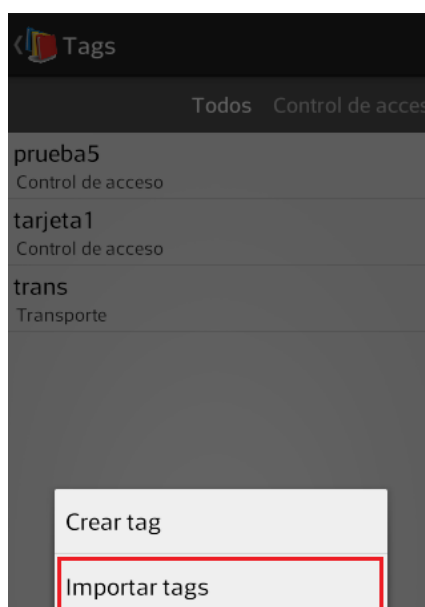 Tags
Todos Control de acces
prueba5
Control de acceso
tarjeta1
Control de acceso
trans
Transporte
Crear tag
Importar tags